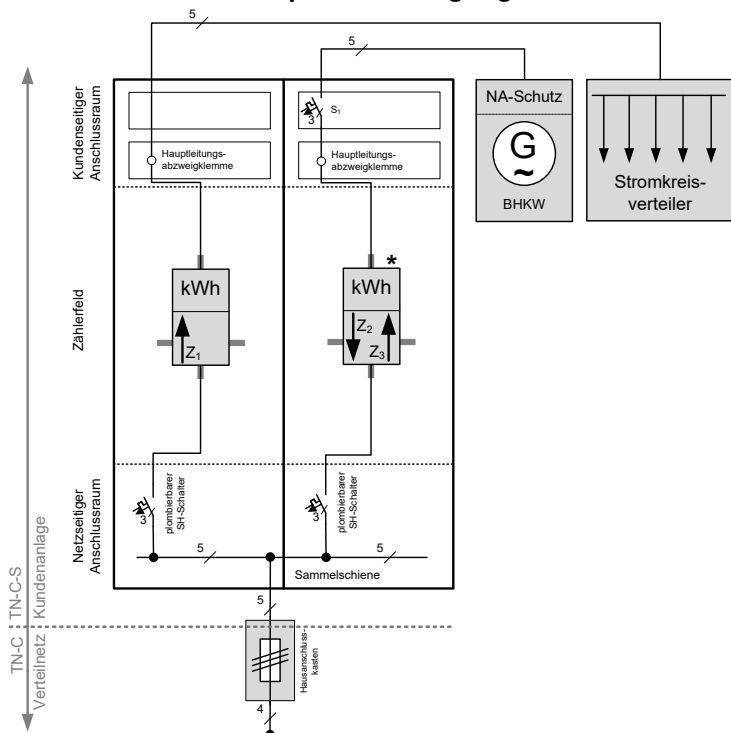 5
5
Kundenseitiger
Anschlussraum
3
S₁
NA-Schutz
G
~
BHKW
Stromkreis-
verteiler
Hauptleitungs-
abzweigklemme
Hauptleitungs-
abzweigklemme
Zählerfeld
kWh
Z₁
*
kWh
Z₂
Z₃
Netzseitiger
Anschlussraum
3
plombierbarer
SH-Schalter
3
plombierbarer
SH-Schalter
5
5
Sammelschiene
TN-C-S
Kundenanlage
5
TN-C
Verteilnetz
Hausanschluss-
kasten
4